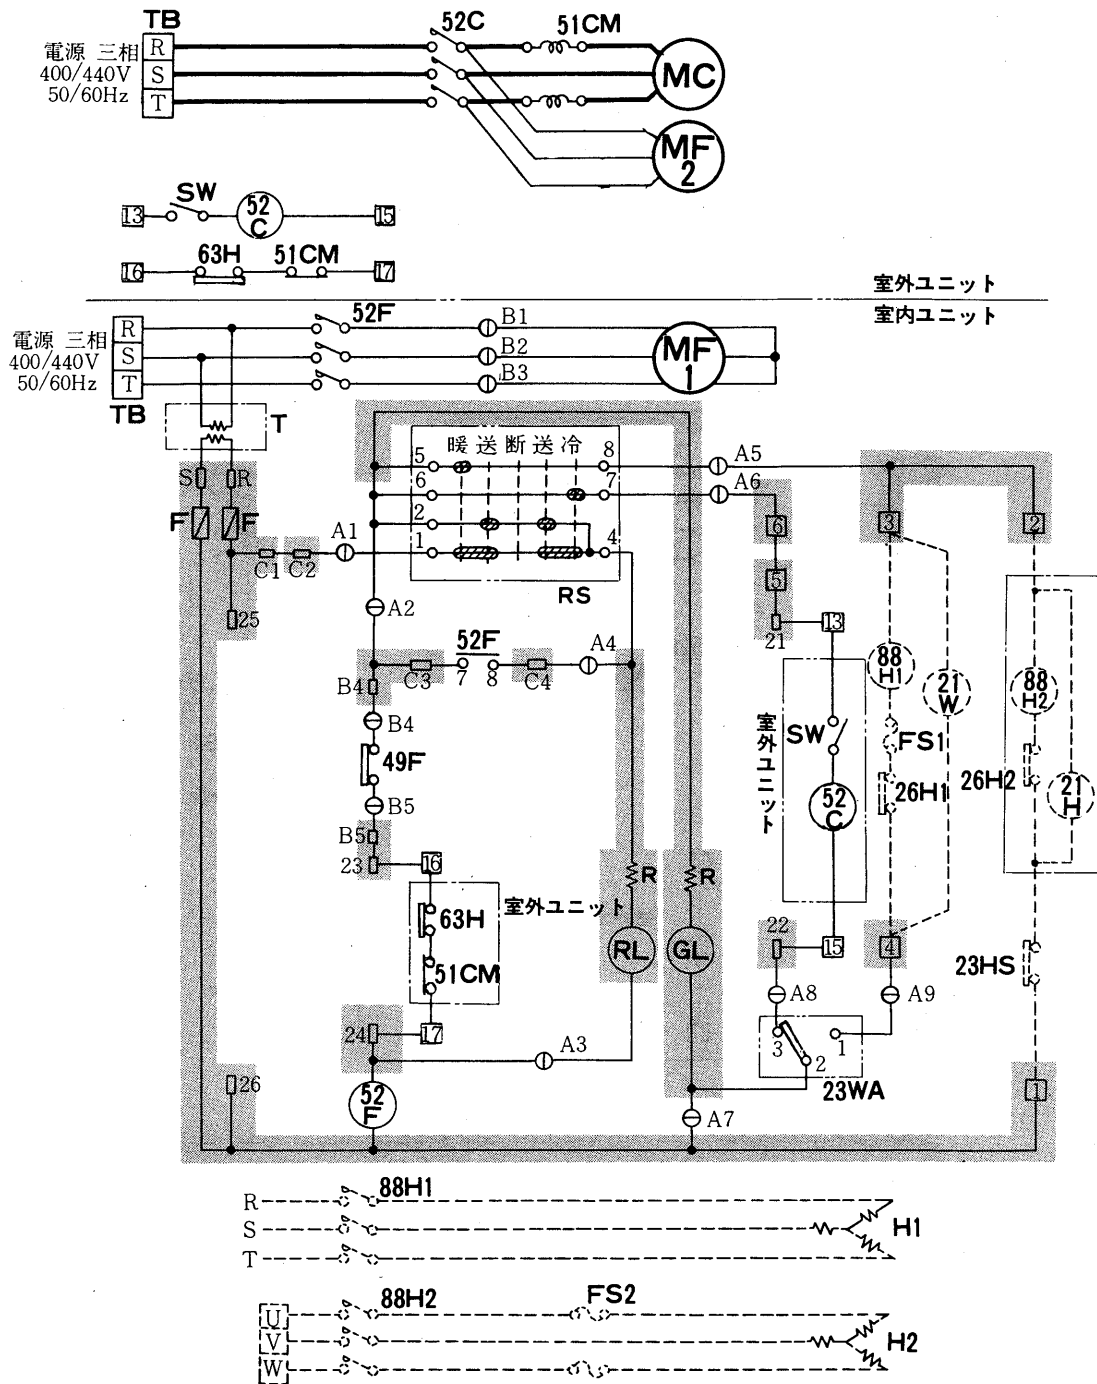 TB
52C
51CM
電源 三相
400/440V
50/60Hz
R
S
T
MC
MF
2
SW
13
52
C
15
63H
51CM
16
17
室外ユニット
室内ユニット
電源 三相
400/440V
50/60Hz
R
S
T
TB
52F
B1
B2
B3
MF
1
T
暖送断送冷
5
8
6
7
2
1
4
RS
A5
A6
S
R
F
F
A1
C1
C2
25
A2
52F
7
8
A4
C3
C4
B4
B4
49F
B5
B5
23
16
63H
51CM
室外ユニット
17
24
A3
26
52
F
R
R
RL
GL
A7
6
5
21
13
室外ユニット
SW
52
C
22
15
A8
A9
3
1
2
23WA
3
2
88
H1
21
W
FS1
26H1
4
88
H2
26H2
21
H
23HS
1
R
S
T
88H1
H1
U
V
W
88H2
FS2
H2